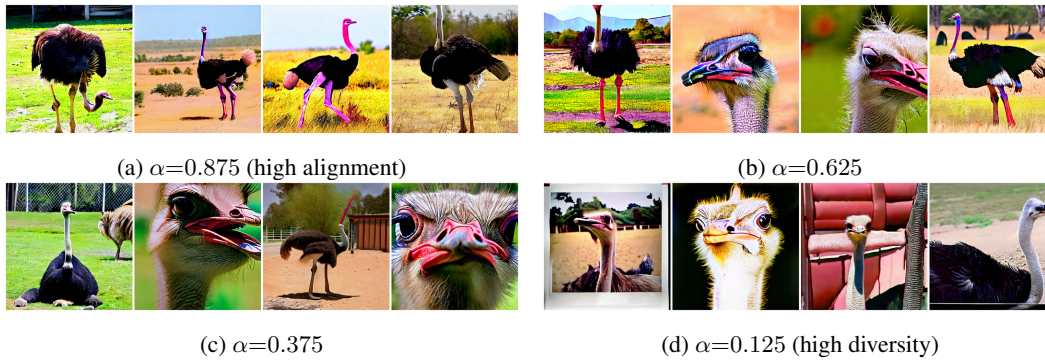 (a) α=0.875 (high alignment)
(b) α=0.625
(c) α=0.375
(d) α=0.125 (high diversity)